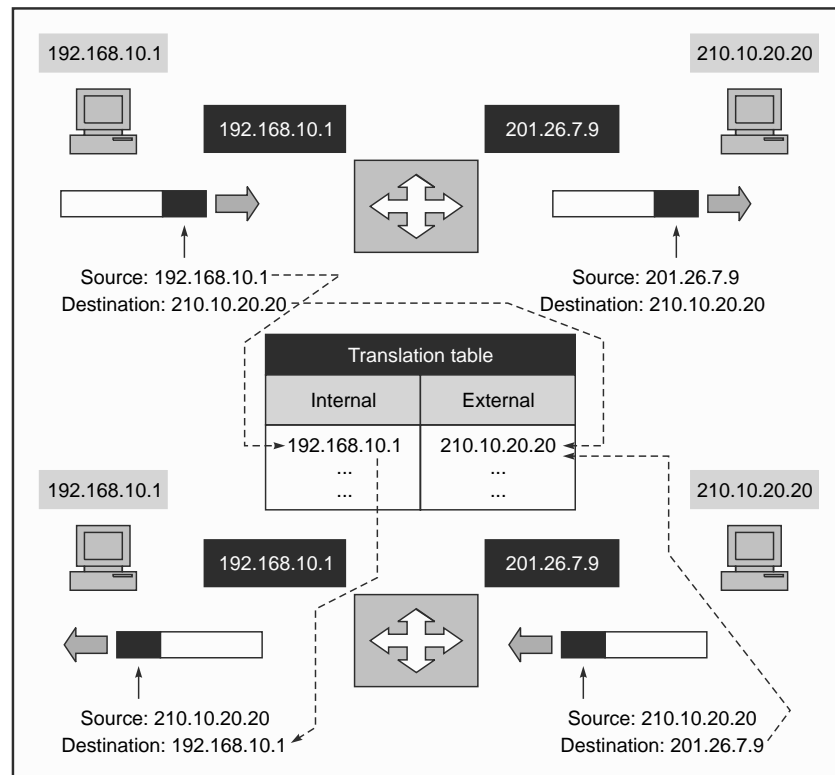 192.168.10.1
210.10.20.20
192.168.10.1
201.26.7.9
Source: 192.168.10.1
Destination: 210.10.20.20
Source: 201.26.7.9
Destination: 210.10.20.20
Translation table
Internal
External
192.168.10.1
210.10.20.20
...
...
...
...
192.168.10.1
210.10.20.20
192.168.10.1
201.26.7.9
Source: 210.10.20.20
Destination: 192.168.10.1
Source: 210.10.20.20
Destination: 201.26.7.9